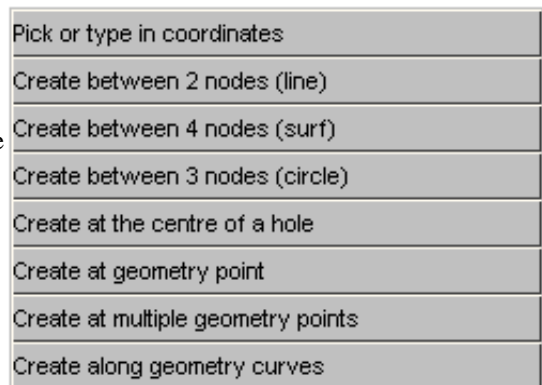 Pick or type in coordinates
Create between 2 nodes (line)
Create between 4 nodes (surf)
Create between 3 nodes (circle)
Create at the centre of a hole
Create at geometry point
Create at multiple geometry points
Create along geometry curves